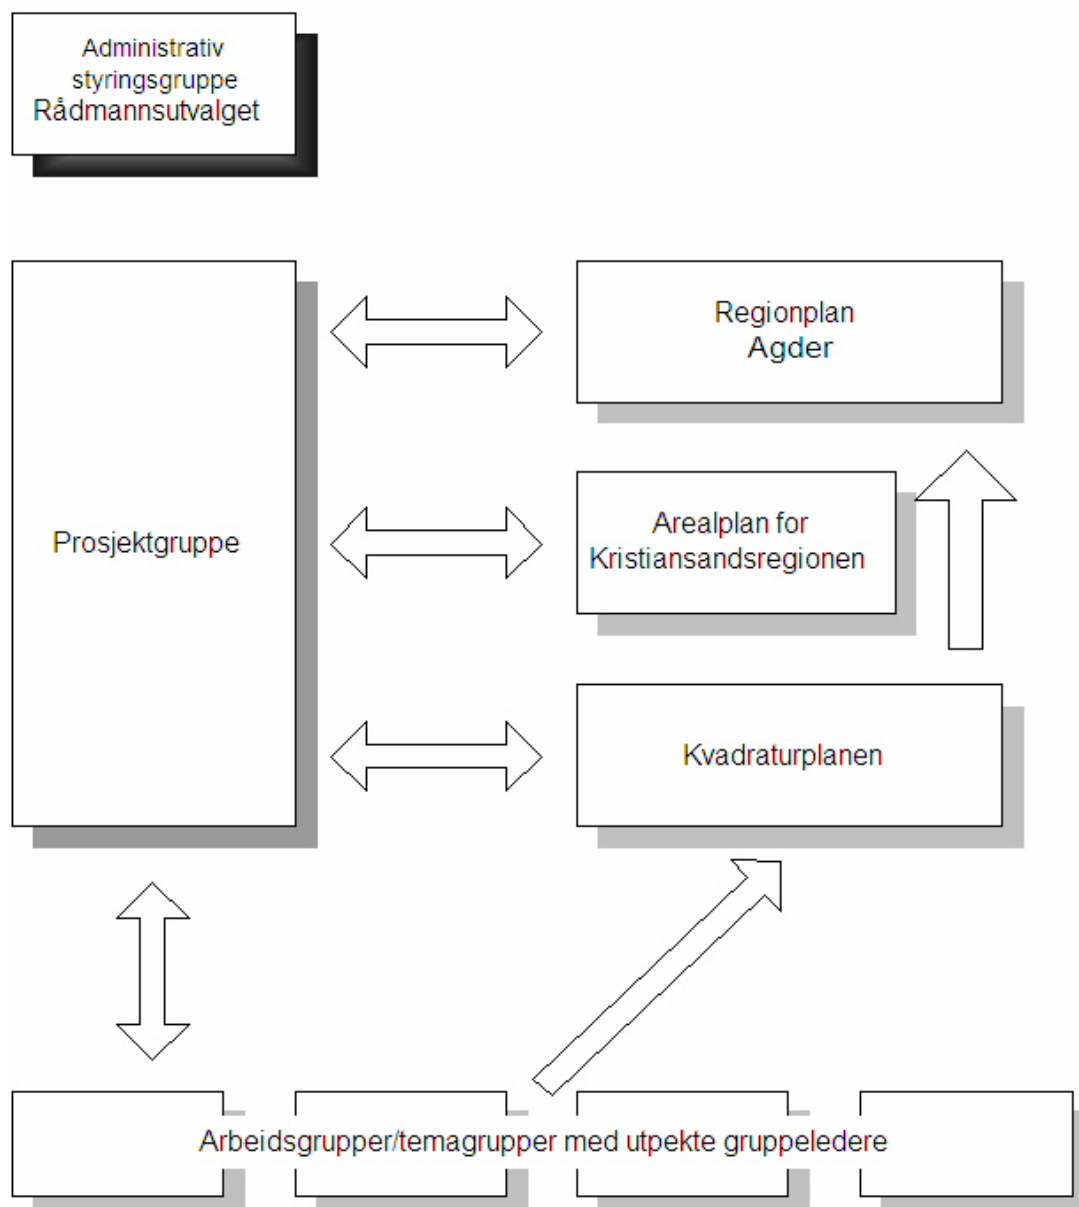 Administrativ
styringsgruppe
Rådmannsutvalget
Regionplan
Agder
Prosjektgruppe
Arealplan for
Kristiansandsregionen
Kvadraturplanen
Arbeidsgrupper/temagrupper med utpekte gruppeledere